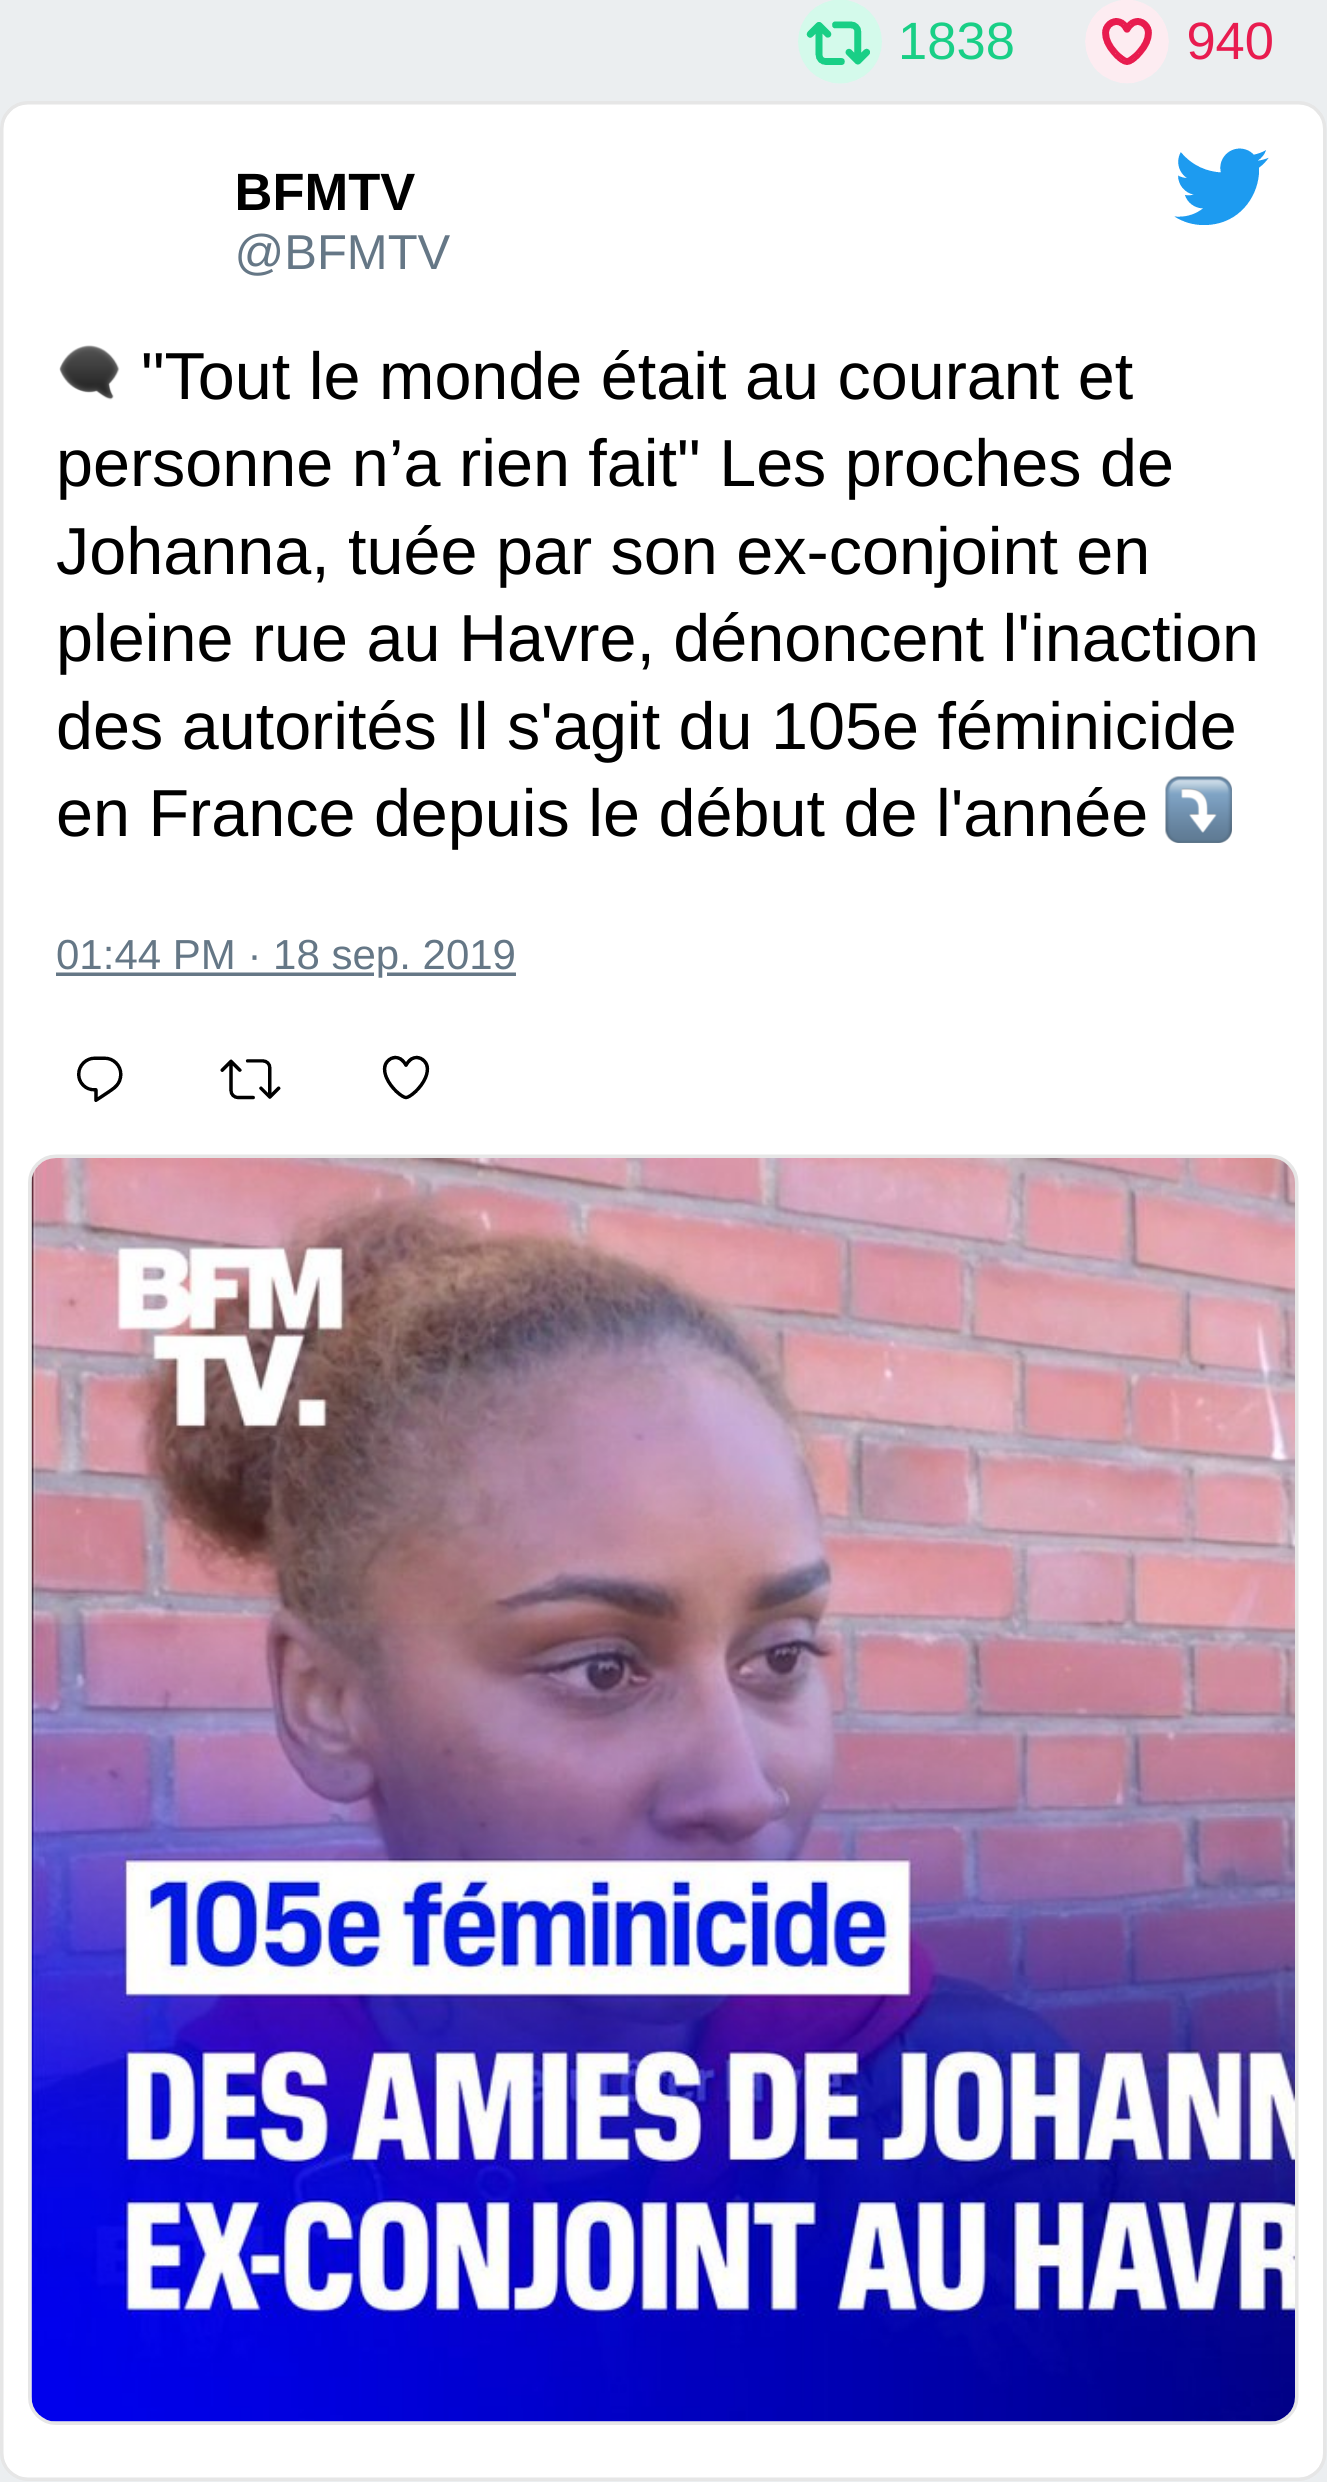 1838 940
BFMTV
@BFMTV
"Tout le monde était au courant et
personne n’a rien fait" Les proches de
Johanna, tuée par son ex-conjoint en
pleine rue au Havre, dénoncent l'inaction
des autorités Il s'agit du 105e féminicide
en France depuis le début de l'année
01:44 PM · 18 sep. 2019
BFM
TV.
105e féminicide
DES AMIES DE JOHANN
EX-CONJOINT AU HAVR